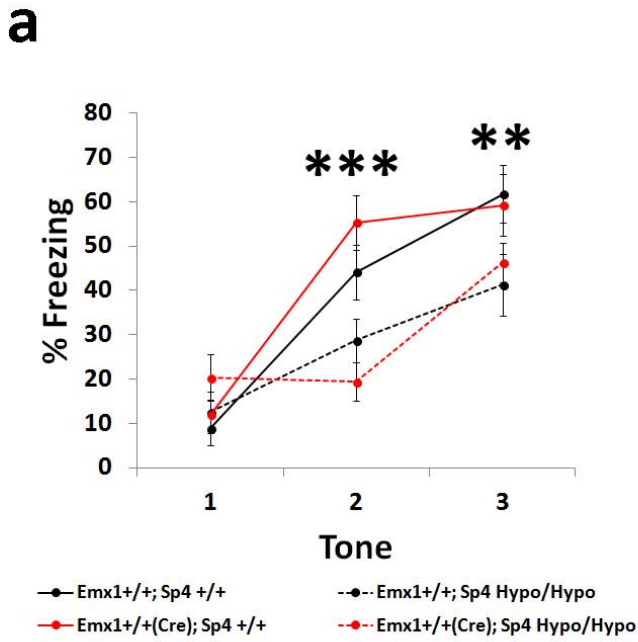 a
80
70
60
50
40
30
20
10
0
% Freezing
*** **
1 2 3
Tone
Emx1+/+; Sp4 +/+ Emx1+/+; Sp4 Hypo/Hypo
Emx1+/+(Cre); Sp4 +/+ Emx1+/+(Cre); Sp4 Hypo/Hypo